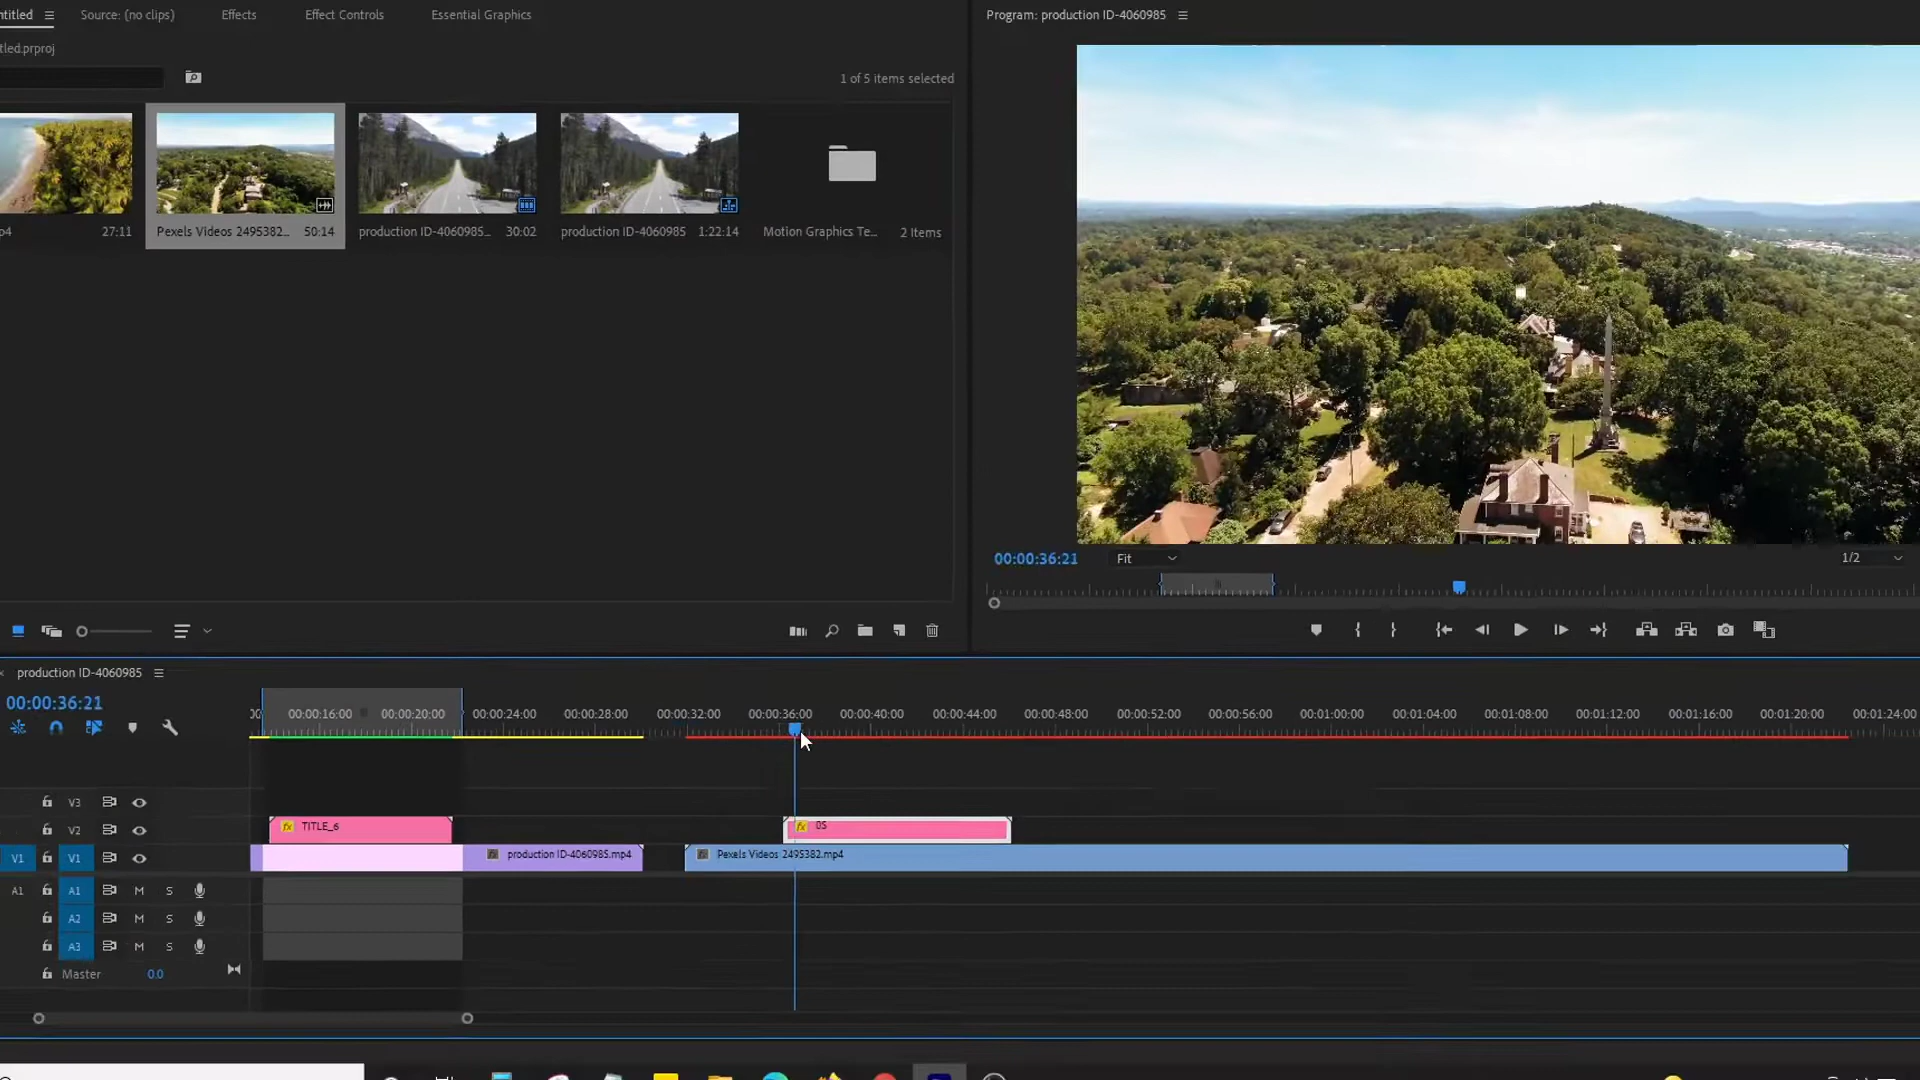 ntitled Source: (no clips) Effects Effect Controls Essential Graphics
tled.prproj
1 of 5 items selected
p4 27:11 Pexels Videos 2495382... 50:14 production ID-4060985... 30:02 production ID-4060985 1:22:14 Motion Graphics Te... 2 Items
Program: production ID-4060985
00:00:36:21 Fit 1/2
production ID-4060985
00:00:36:21
00 00:00:16:00 00:00:20:00 00:00:24:00 00:00:28:00 00:00:32:00 00:00:36:00 00:00:40:00 00:00:44:00 00:00:48:00 00:00:52:00 00:00:56:00 00:01:00:00 00:01:04:00 00:01:08:00 00:01:12:00 00:01:16:00 00:01:20:00 00:01:24:00
V3
V2 fx TITLE_6 fx 05
V1 V1 production ID-4060985.mp4 Pexels Videos 2495382.mp4
A1 A1 M S
A2 M S
A3 M S
Master 0.0